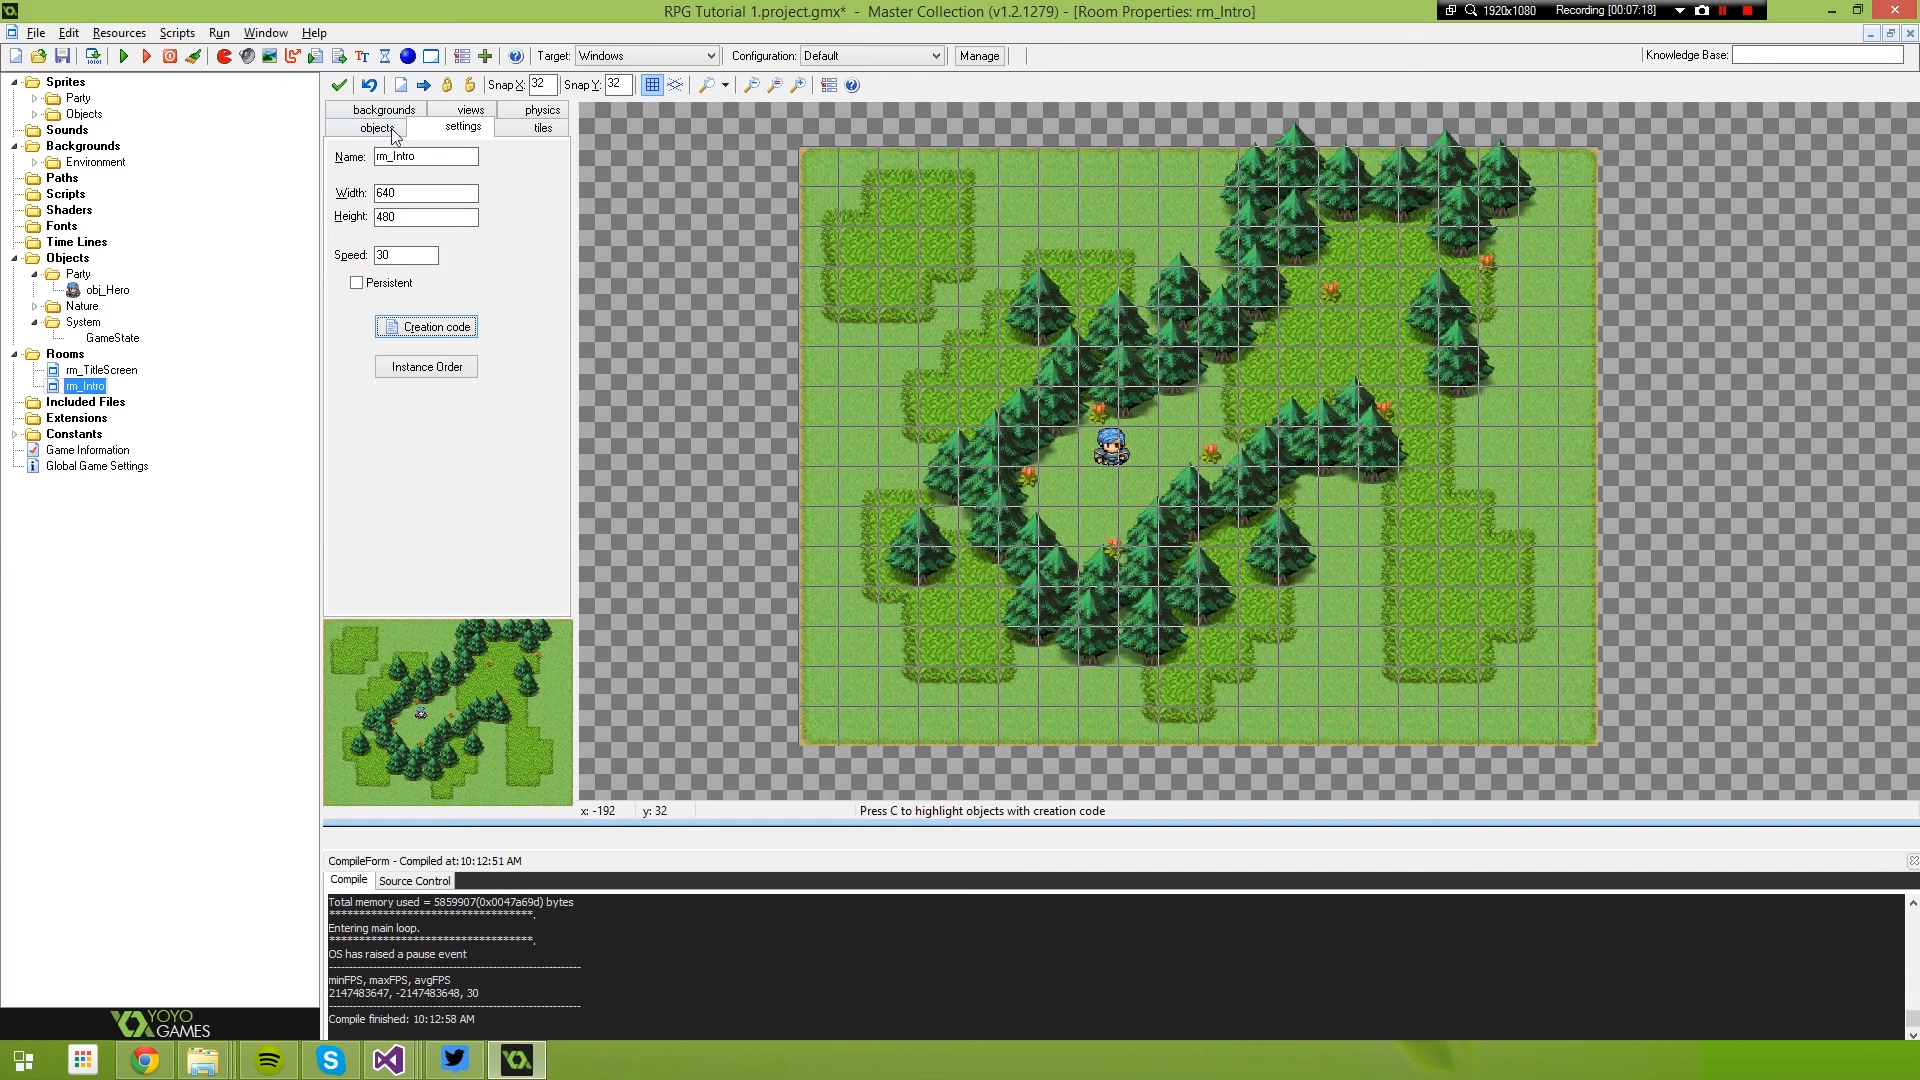 RPG Tutorial 1.project.gmx* - Master Collection (v1.2.1279) - [Room Properties: rm_Intro]
1920x1080
Recording [00:07:18]
File Edit Resources Scripts Run Window Help
Target: Windows
Configuration: Default
Manage
Knowledge Base:
Snap X: 32 Snap Y: 32
Sprites
Party
Objects
Sounds
Backgrounds
Environment
Paths
Scripts
Shaders
Fonts
Time Lines
Objects
Party
obj_Hero
Nature
System
GameState
Rooms
rm_TitleScreen
rm_Intro
Included Files
Extensions
Constants
Game Information
Global Game Settings
backgrounds views physics
objects settings tiles
Name: rm_Intro
Width: 640
Height: 480
Speed: 30
Persistent
Creation code
Instance Order
x: -192 y: 32 Press C to highlight objects with creation code
CompileForm - Compiled at:10:12:51 AM
Compile Source Control
Total memory used = 5859907(0x0047a69d) bytes
***********************************.
Entering main loop.
***********************************.
OS has raised a pause event
---------------------------------------------------------------
minFPS, maxFPS, avgFPS
2147483647, -2147483648, 30
---------------------------------------------------------------
Compile finished: 10:12:58 AM
YOYO
GAMES